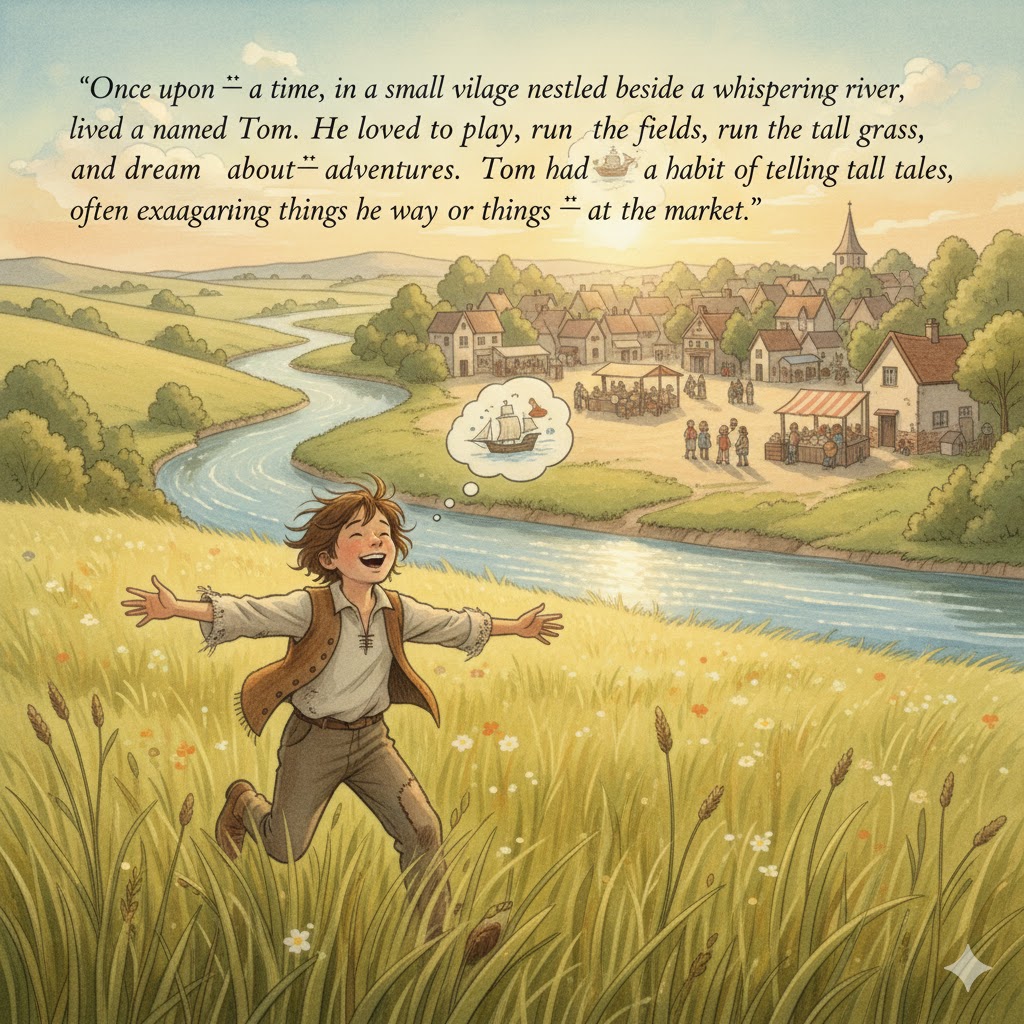 “Once upon a time, in a small vilage nestled beside a whispering river,
lived a named Tom. He loved to play, run the fields, run the tall grass,
and dream about adventures. Tom had a habit of telling tall tales,
often exaagarıng things he way or things at the market.”